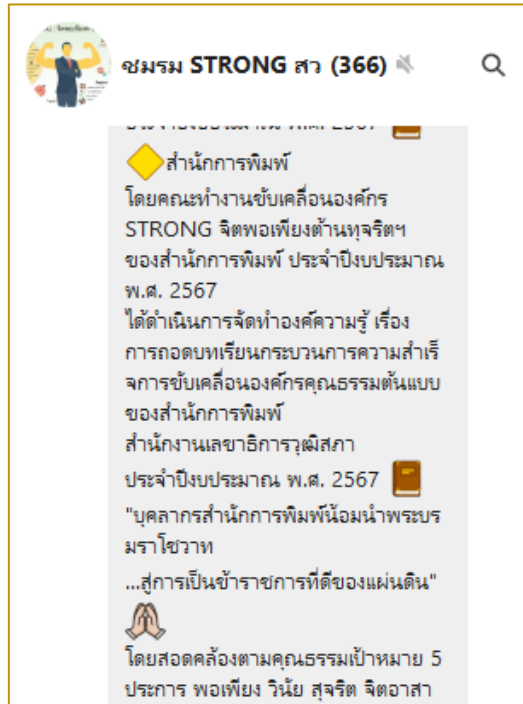 ชมรม STRONG สว (366)
ประจำปีงบประมาณ พ.ศ. 2567
สำนักการพิมพ์
โดยคณะทำงานขับเคลื่อนองค์กร
STRONG จิตพอเพียงต้านทุจริตฯ
ของสำนักการพิมพ์ ประจำปีงบประมาณ
พ.ศ. 2567
ได้ดำเนินการจัดทำองค์ความรู้ เรื่อง
การถอดบทเรียนกระบวนการความสำเร็
จการขับเคลื่อนองค์กรคุณธรรมต้นแบบ
ของสำนักการพิมพ์
สำนักงานเลขาธิการวุฒิสภา
ประจำปีงบประมาณ พ.ศ. 2567
"บุคลากรสำนักการพิมพ์น้อมนำพระบร
มราโชวาท
...สู่การเป็นข้าราชการที่ดีของแผ่นดิน"
โดยสอดคล้องตามคุณธรรมเป้าหมาย 5
ประการ พอเพียง วินัย สุจริต จิตอาสา